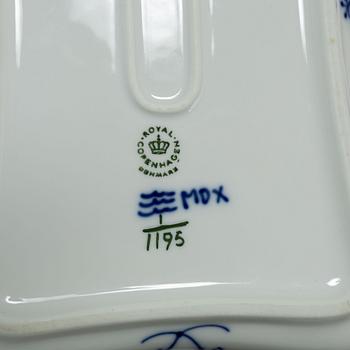 ROYAL
COPENHAGEN
DENMARK
MDX
1
1195